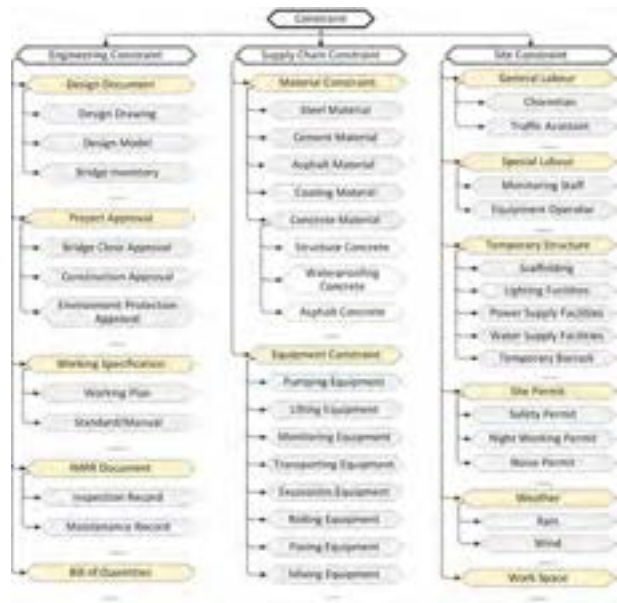 Constraint
Engineering Constraint
Design Document
Design Drawing
Design Model
Bridge Inventory
Project Approval
Bridge Close Approval
Construction Approval
Environment Protection
Approval
Working Specification
Working Plan
Standard/Manual
Document
Inspection Record
Maintenance Record
Bill of Quantities
Supply Chain Constraint
Material Constraint
Steel Material
Cement Material
Asphalt Material
Coating Material
Concrete Material
Structure Concrete
Waterproofing
Concrete
Asphalt Concrete
Equipment Constraint
Pumping Equipment
Lifting Equipment
Monitoring Equipment
Transporting Equipment
Equipment
Rolling Equipment
Paving Equipment
Mixing Equipment
Site Constraint
General Labour
Traffic Assistant
Special Labour
Monitoring Staff
Equipment Operator
Temporary Structure
Scaffolding
Lighting Facilities
Power Supply Facilities
Water Supply Facilities
Temporary
Site Permit
Safety Permit
Night Working Permit
Noise Permit
Weather
Rain
Wind
Work Space